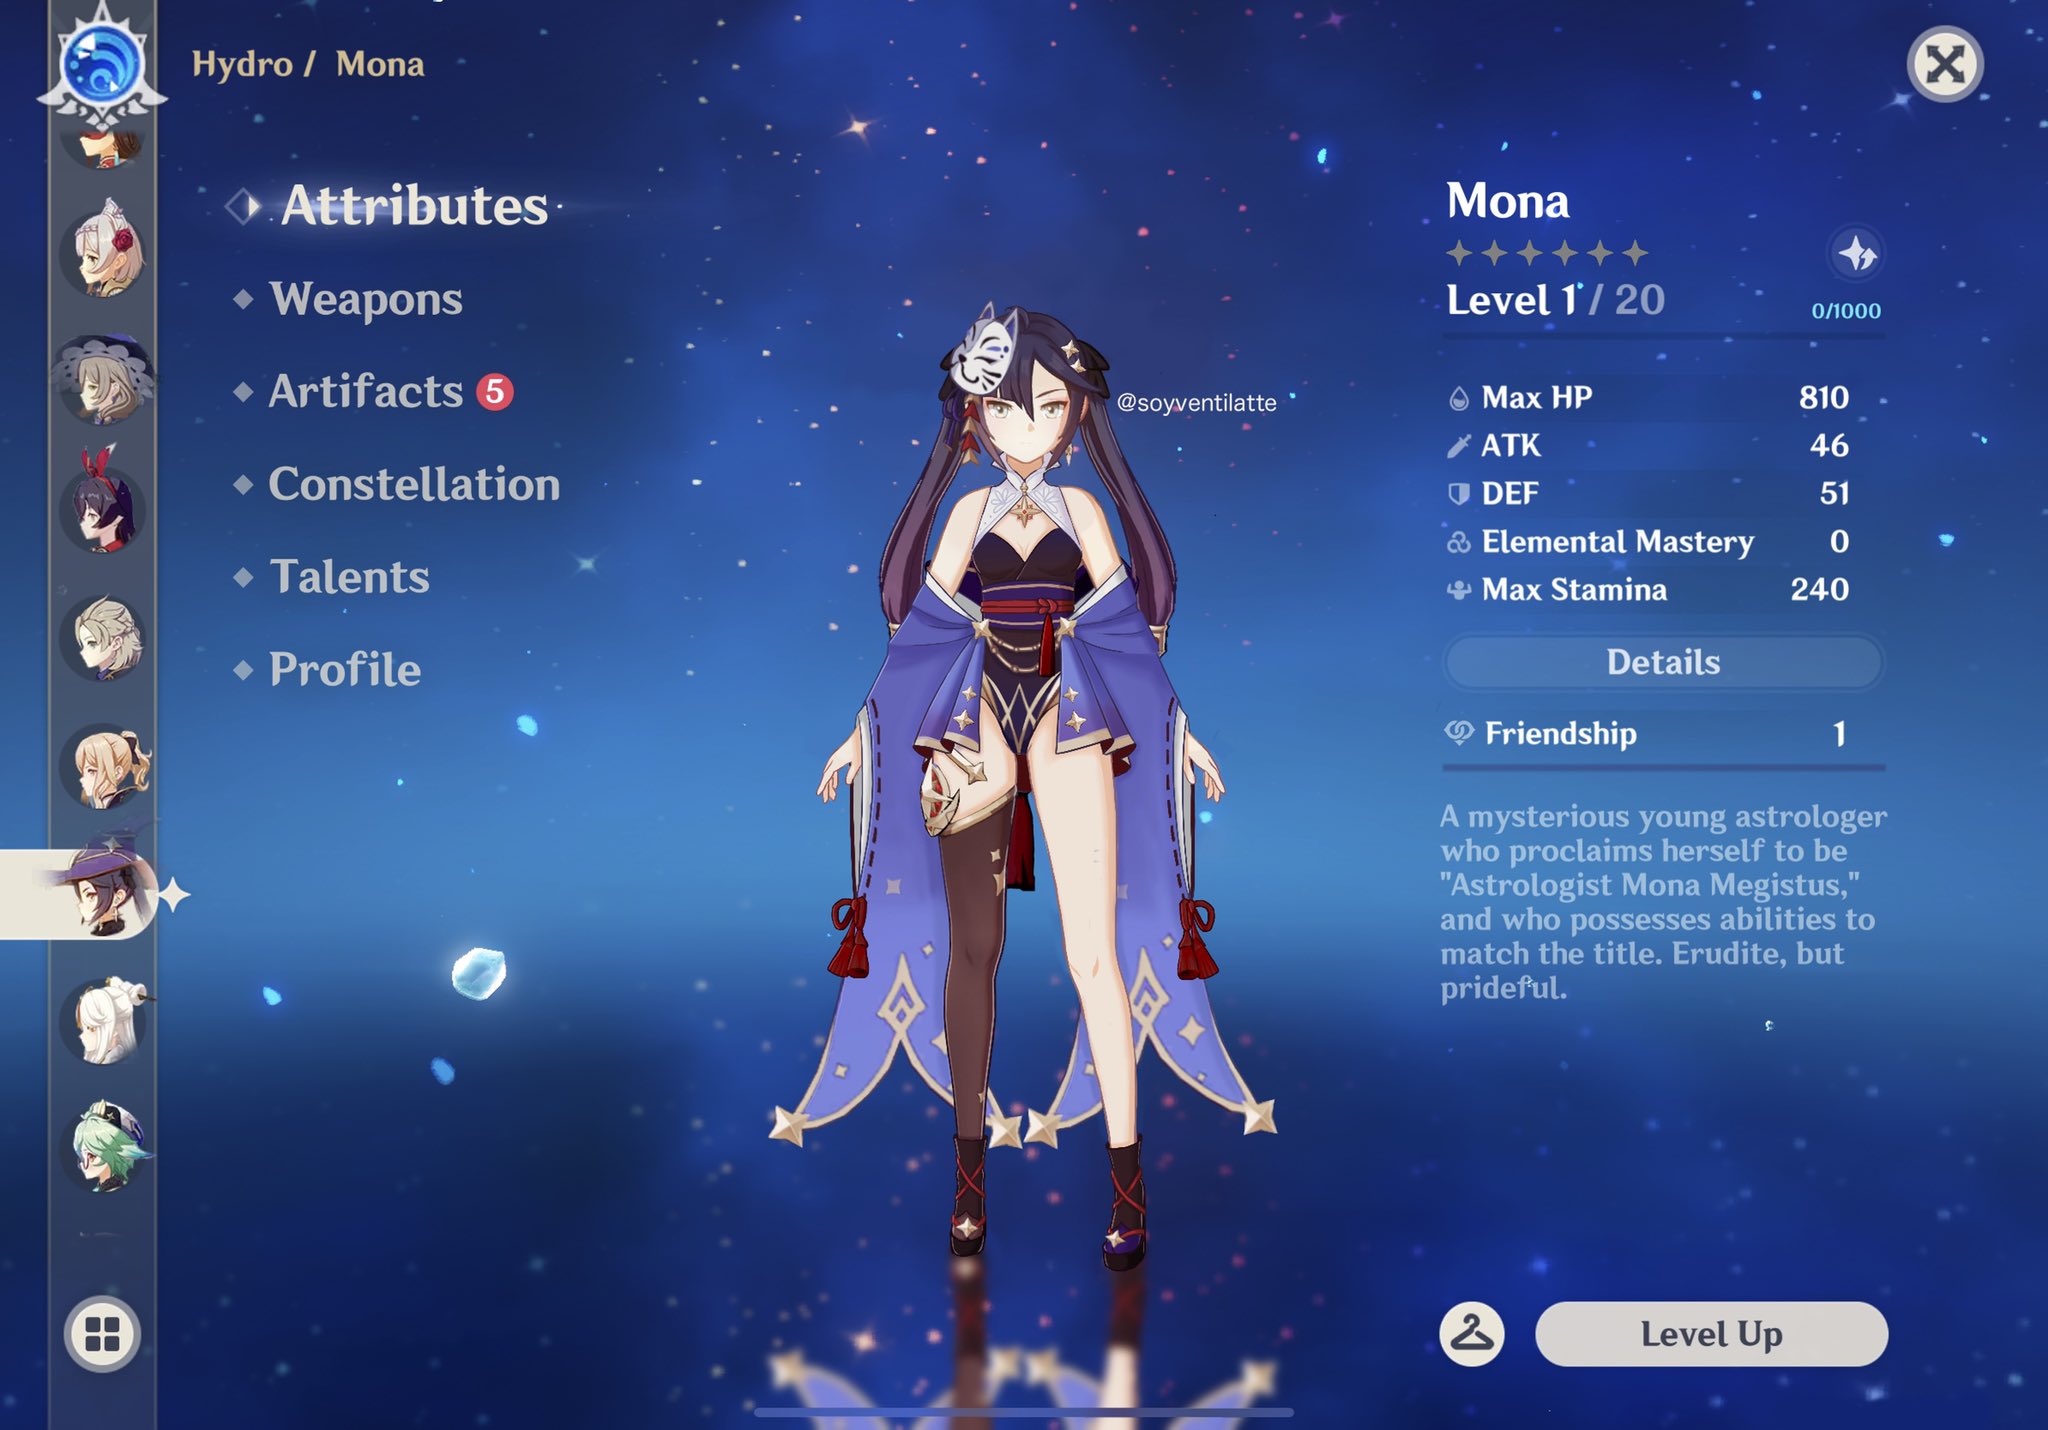 Hydro / Mona
Attributes
Weapons
Artifacts 5
Constellation
Talents
Profile
@soyventilatte
Mona
Level 1 / 20
0/1000
Max HP 810
ATK 46
DEF 51
Elemental Mastery 0
Max Stamina 240
Details
Friendship 1
A mysterious young astrologer
who proclaims herself to be
"Astrologist Mona Megistus,"
and who possesses abilities to
match the title. Erudite, but
prideful.
Level Up